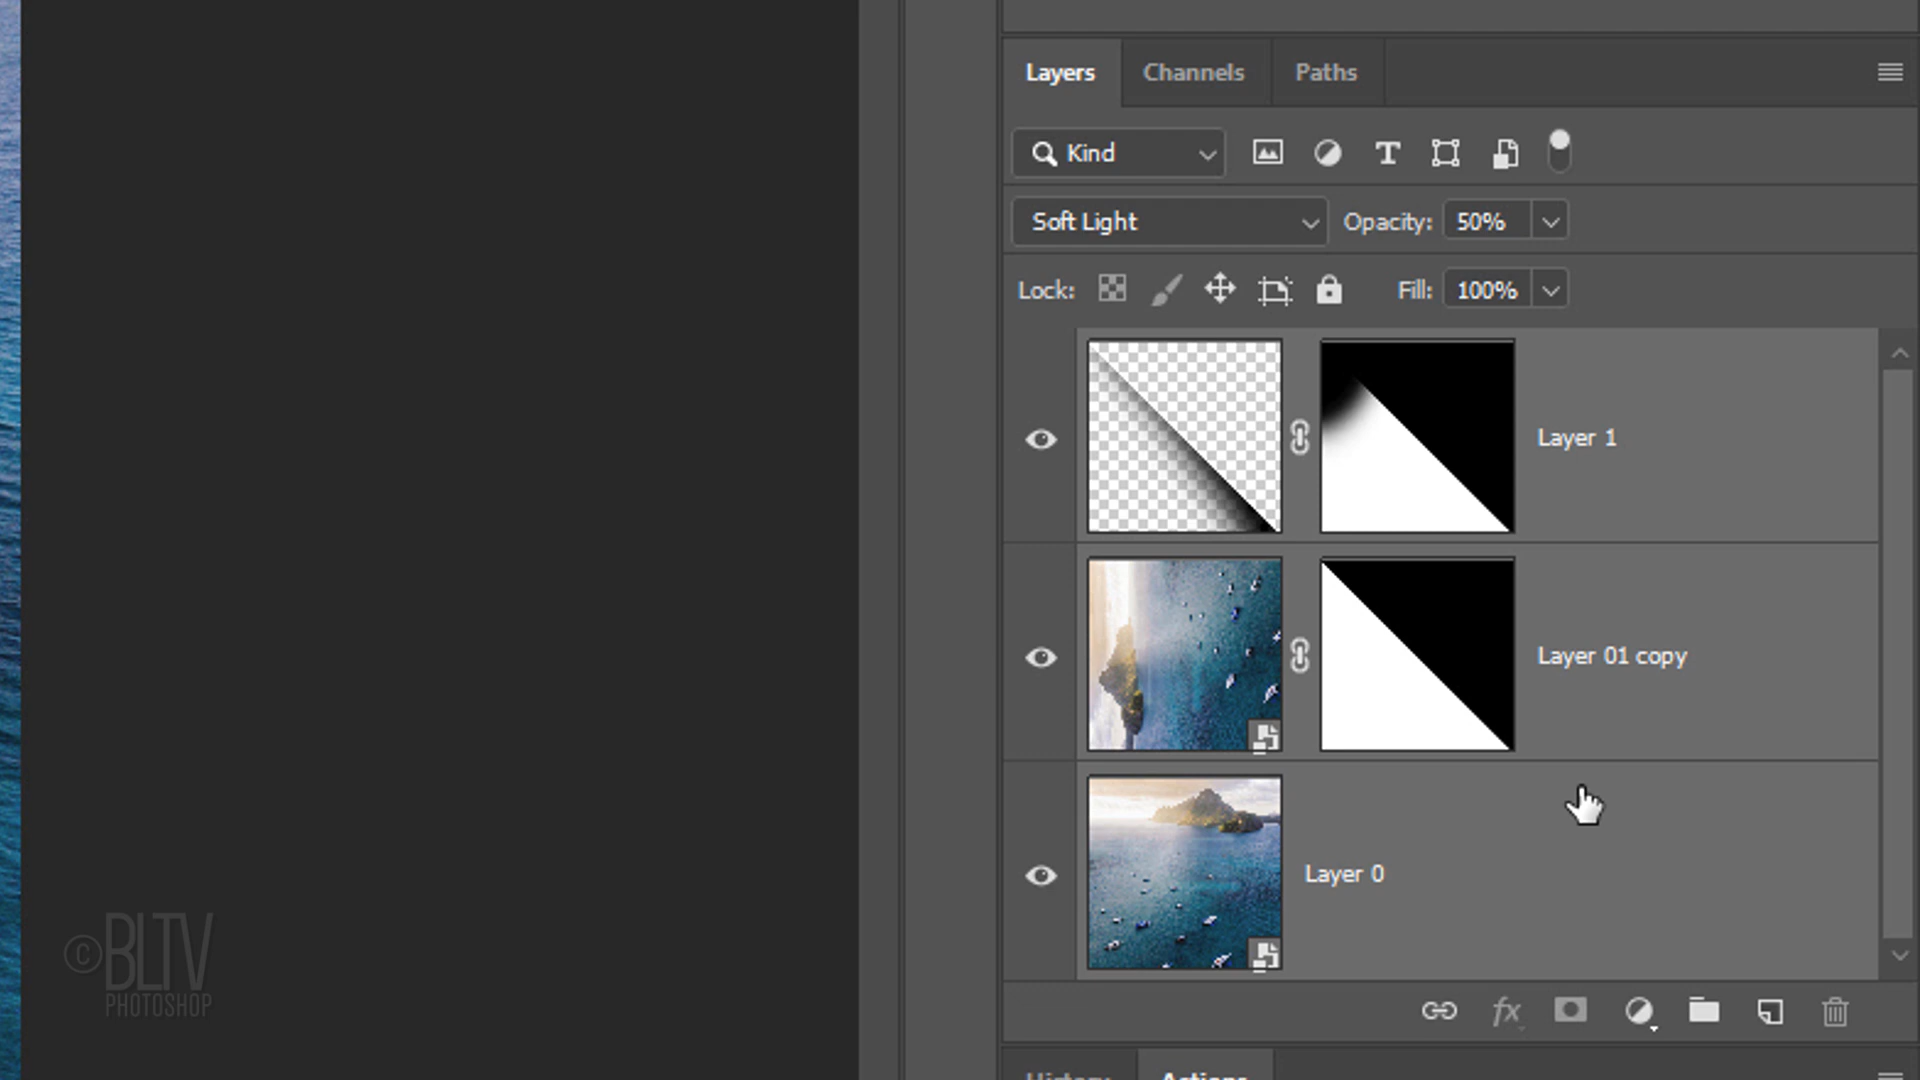 Layers Channels Paths
Kind
Soft Light Opacity: 50%
Lock: Fill: 100%
Layer 1
Layer 01 copy
Layer 0
fx
© BLTV
PHOTOSHOP
History Actions